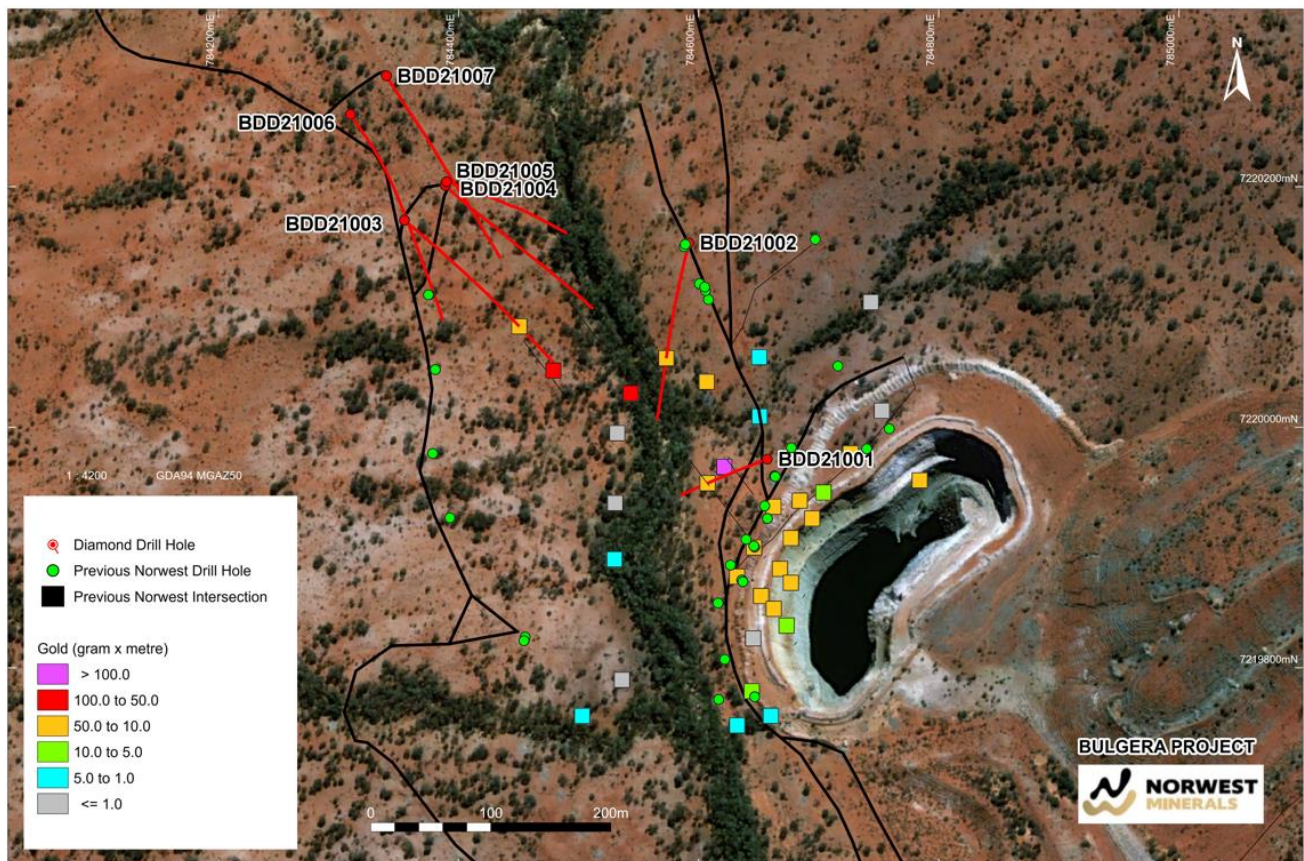 784200mE
784400mE
784600mE
784800mE
785000mE
N
BDD21007
BDD21006
BDD21005
BDD21004
7220200mN
BDD21003
BDD21002
7220000mN
BDD21001
1 : 4200 GDA94 MGAZ50
Diamond Drill Hole
Previous Norwest Drill Hole
Previous Norwest Intersection
Gold (gram x metre)
> 100.0
100.0 to 50.0
50.0 to 10.0
10.0 to 5.0
5.0 to 1.0
<= 1.0
7219800mN
BULGERA PROJECT
NORWEST
MINERALS
0 100 200m